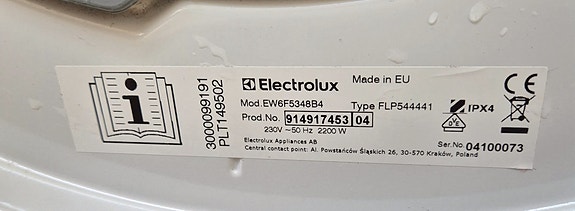 3000099191
PLT149502
Electrolux
Made in EU
Mod.EW6F5348B4
Type FLP544441
Prod.No. 914917453 04
230V ~50 Hz 2200 W
IPX4
Electrolux Appliances AB
Central contact point: Al. Powstańców Śląskich 26, 30-570 Kraków, Poland
Ser.No. 04100073